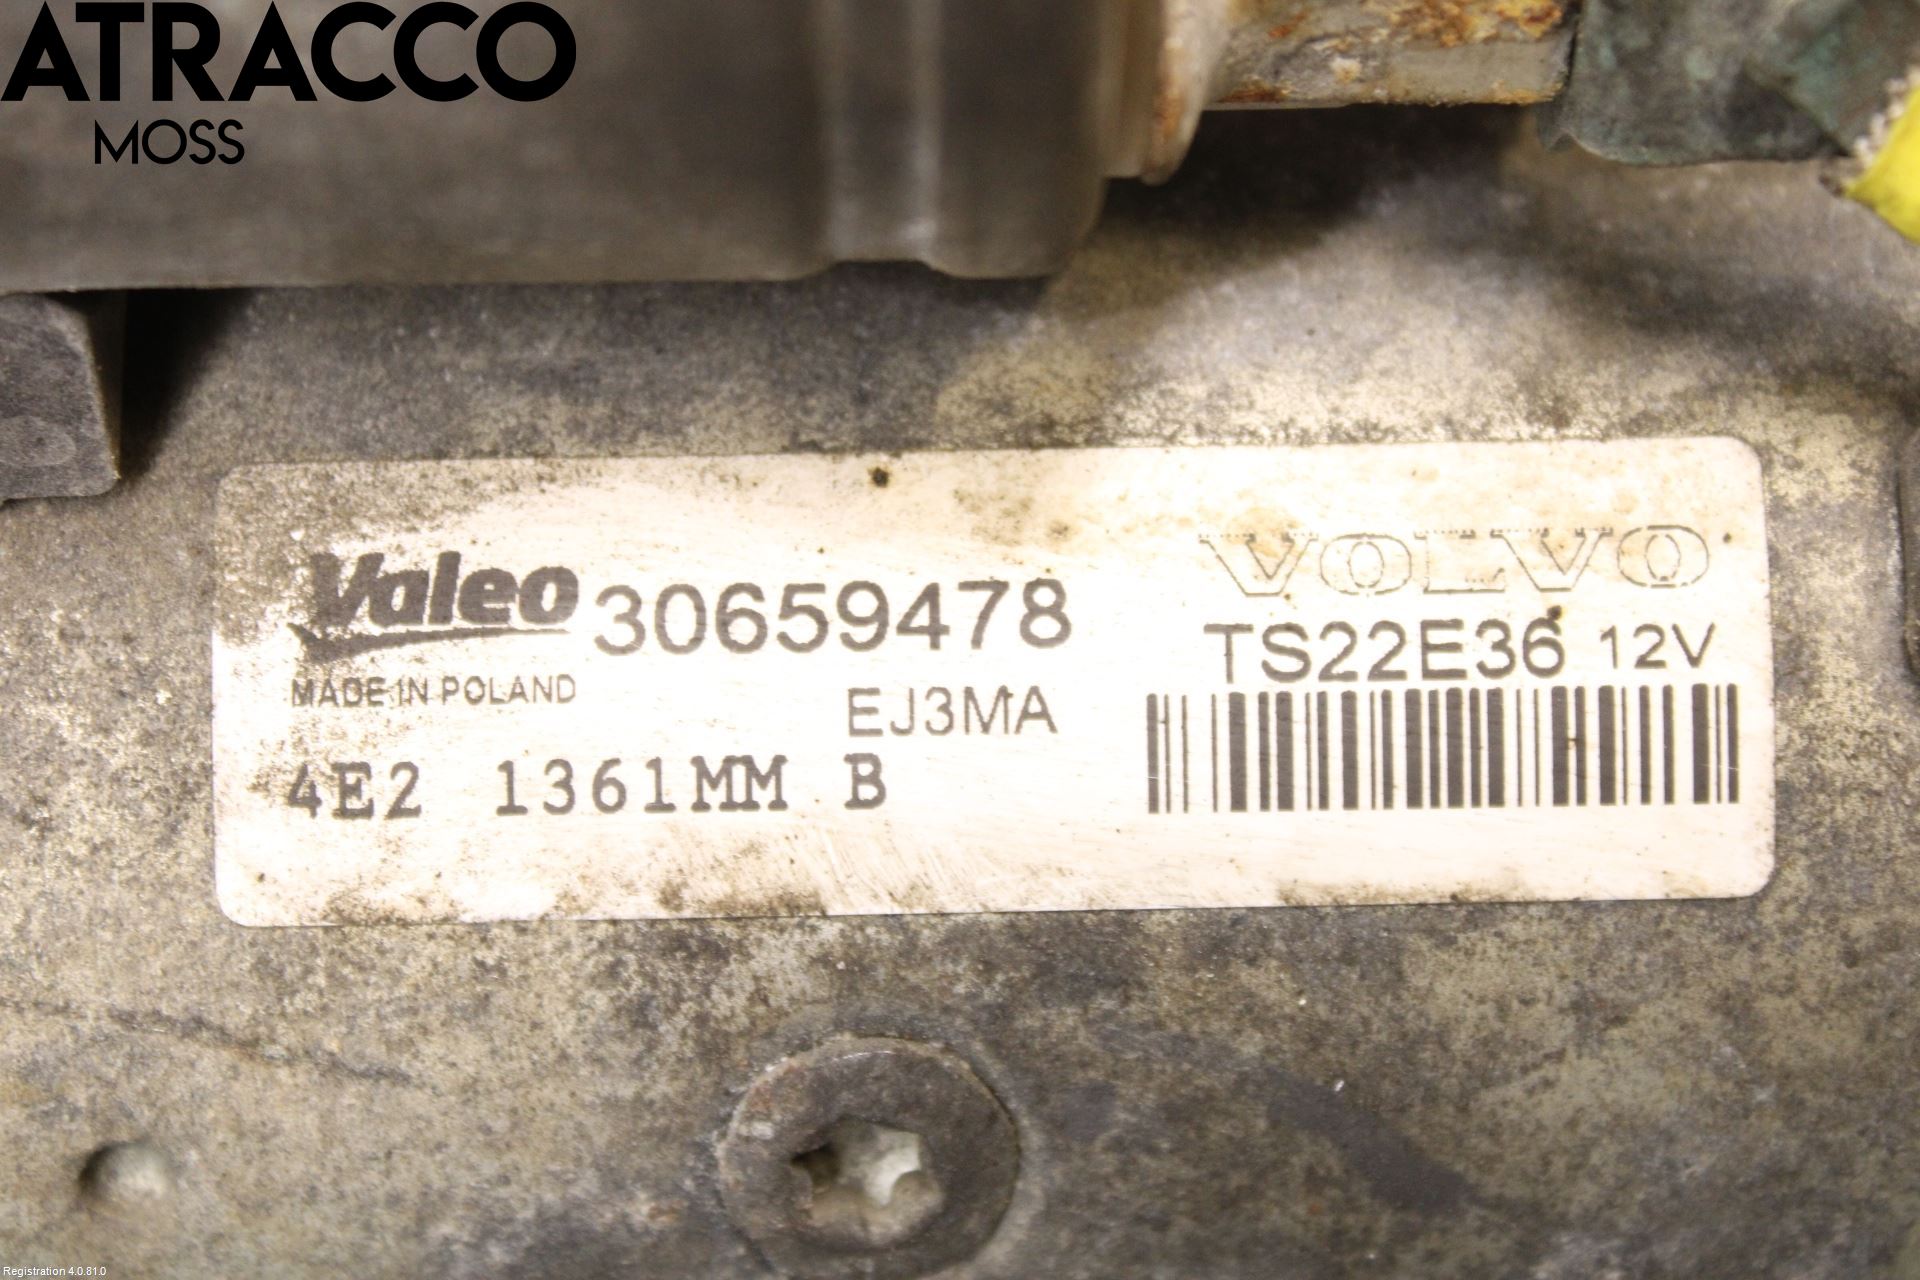 ATRACCO
MOSS
Valeo 30659478
MADE IN POLAND
EJ3MA
4E2 1361MM B
VOLVO
TS22E36 12V
Registration 4.0.81.0